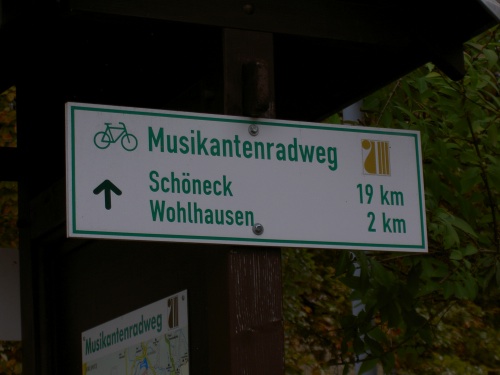 Musikantenradweg
Schöneck 19 km
Wohlhausen 2 km
Musikantenradweg